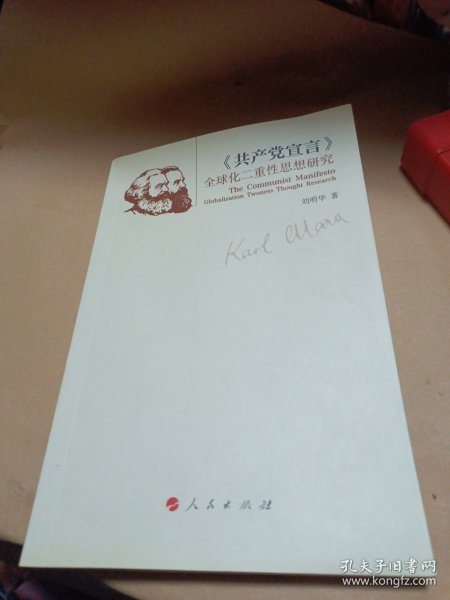 《共产党宣言》
全球化二重性思想研究
The Communist Manifesto
Globalization Twoness Thought Research
刘明华 著
Karl Marx
人民出版社
孔夫子旧书网
www.kongfz.com